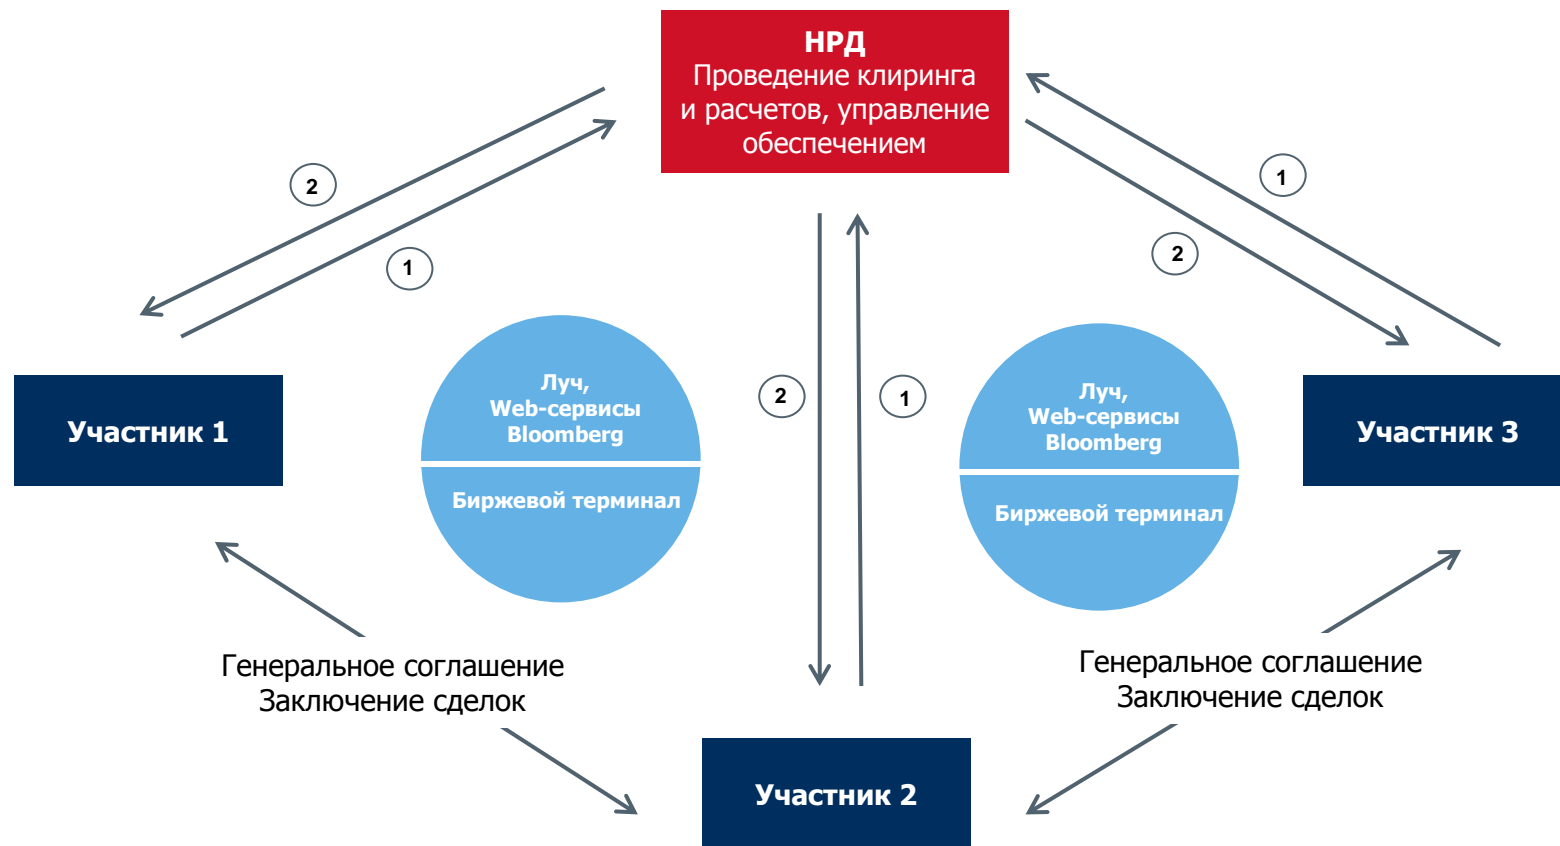 НРД
Проведение клиринга
и расчетов, управление
обеспечением
2
1
1
2
Луч,
Web-сервисы
Bloomberg
Биржевой терминал
2
1
Луч,
Web-сервисы
Bloomberg
Биржевой терминал
Участник 1
Участник 3
Генеральное соглашение
Заключение сделок
Генеральное соглашение
Заключение сделок
Участник 2